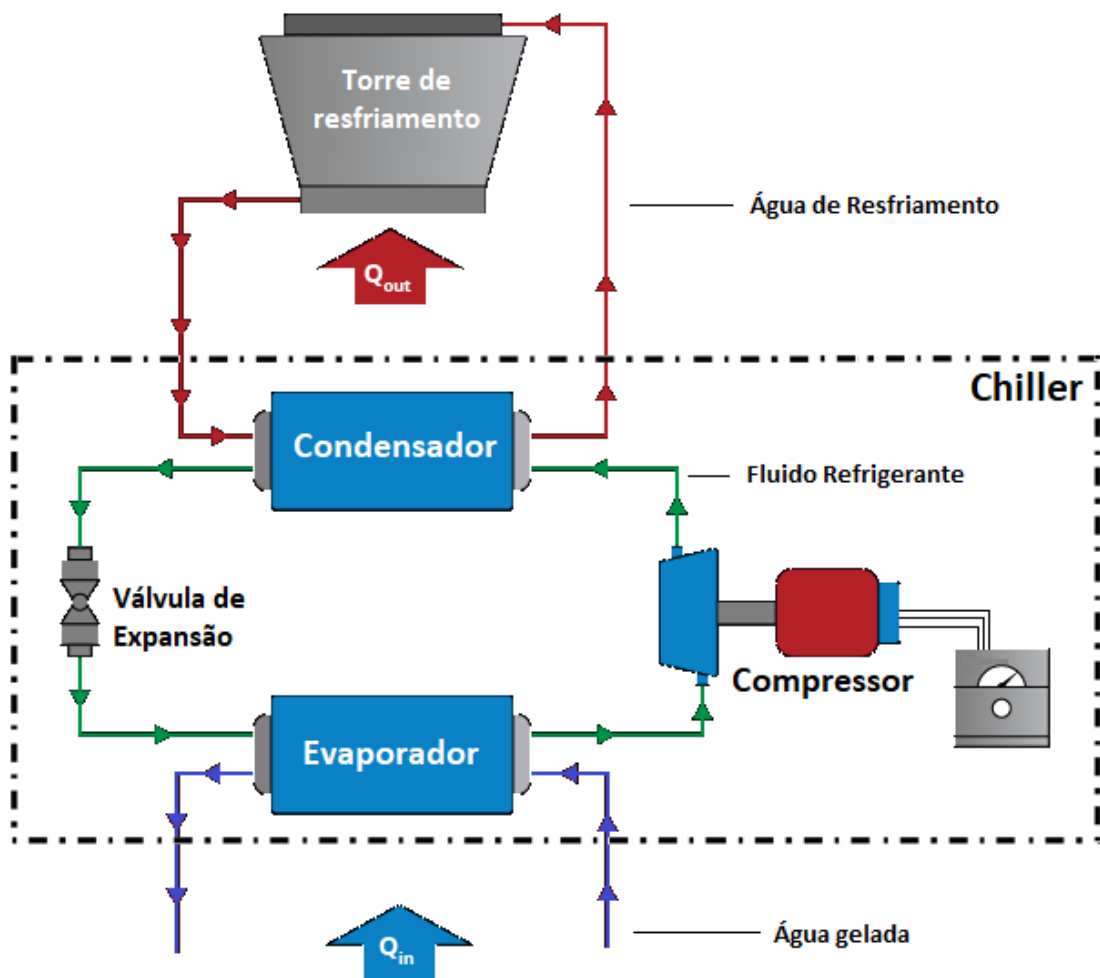 Torre de
resfriamento
Água de Resfriamento
Qout
Chiller
Condensador
Fluido Refrigerante
Válvula de
Expansão
Compressor
Evaporador
Água gelada
Qin